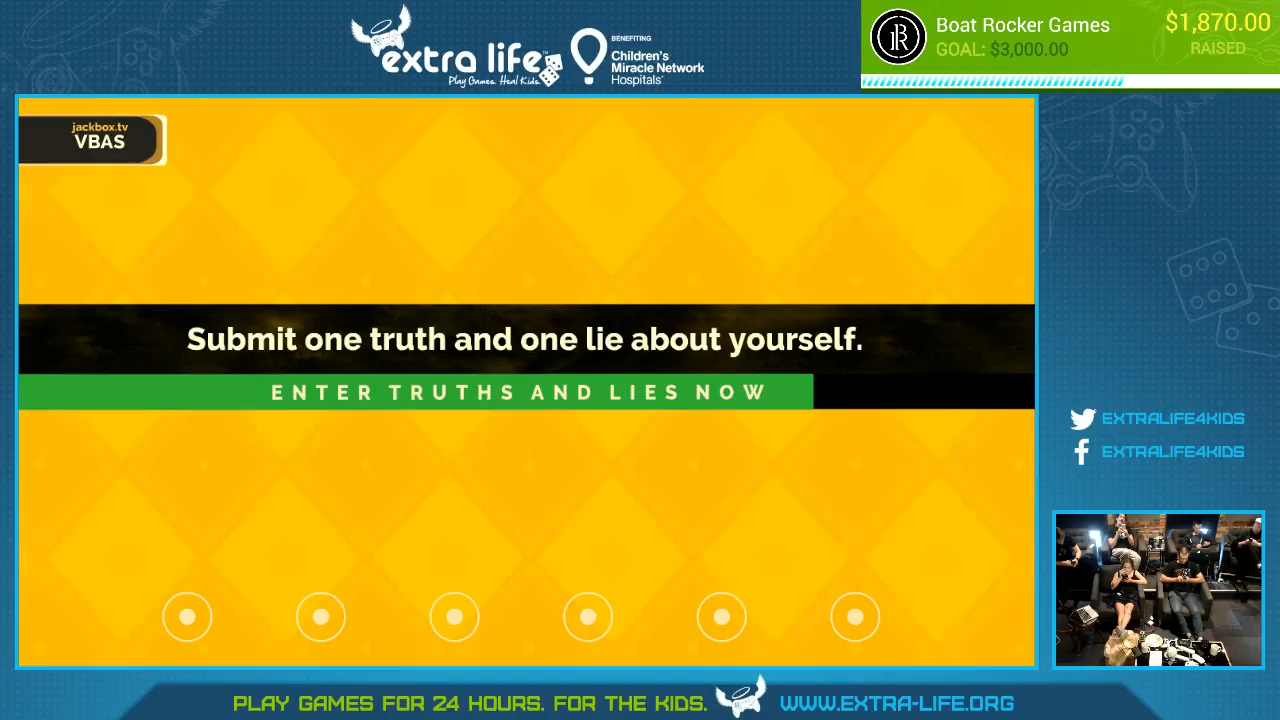 extra life™
Play Games. Heal Kids.
BENEFITING
Children's
Miracle Network
Hospitals
Boat Rocker Games
GOAL: $3,000.00
$1,870.00
RAISED
jackbox.tv
VBAS
Submit one truth and one lie about yourself.
ENTER TRUTHS AND LIES NOW
EXTRALIFE4KIDS
EXTRALIFE4KIDS
PLAY GAMES FOR 24 HOURS. FOR THE KIDS.
WWW.EXTRA-LIFE.ORG